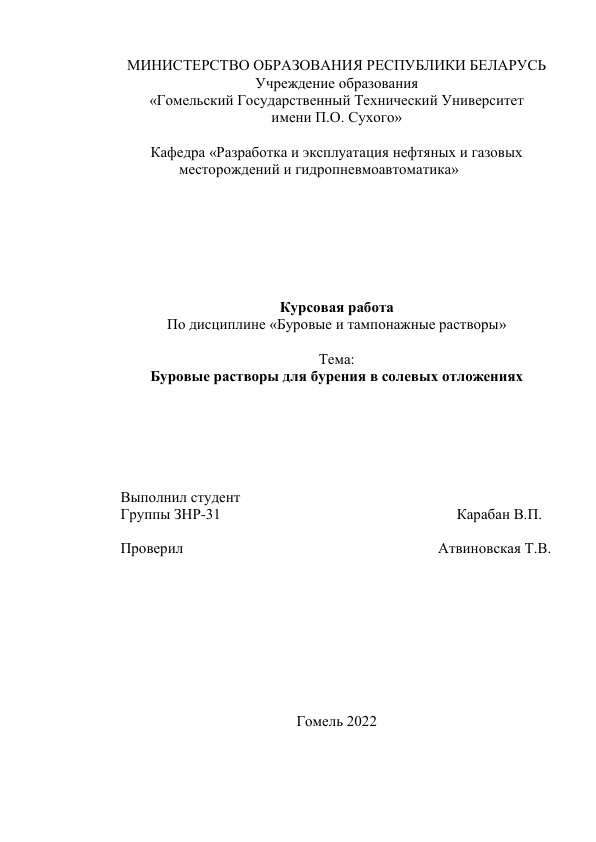 МИНИСТЕРСТВО ОБРАЗОВАНИЯ РЕСПУБЛИКИ БЕЛАРУСЬ
Учреждение образования
«Гомельский Государственный Технический Университет
имени П.О. Сухого»
Кафедра «Разработка и эксплуатация нефтяных и газовых
месторождений и гидропневмоавтоматика»
Курсовая работа
По дисциплине «Буровые и тампонажные растворы»
Тема:
Буровые растворы для бурения в солевых отложениях
Выполнил студент
Группы ЗНР-31 Карабан В.П.
Проверил Атвиновская Т.В.
Гомель 2022